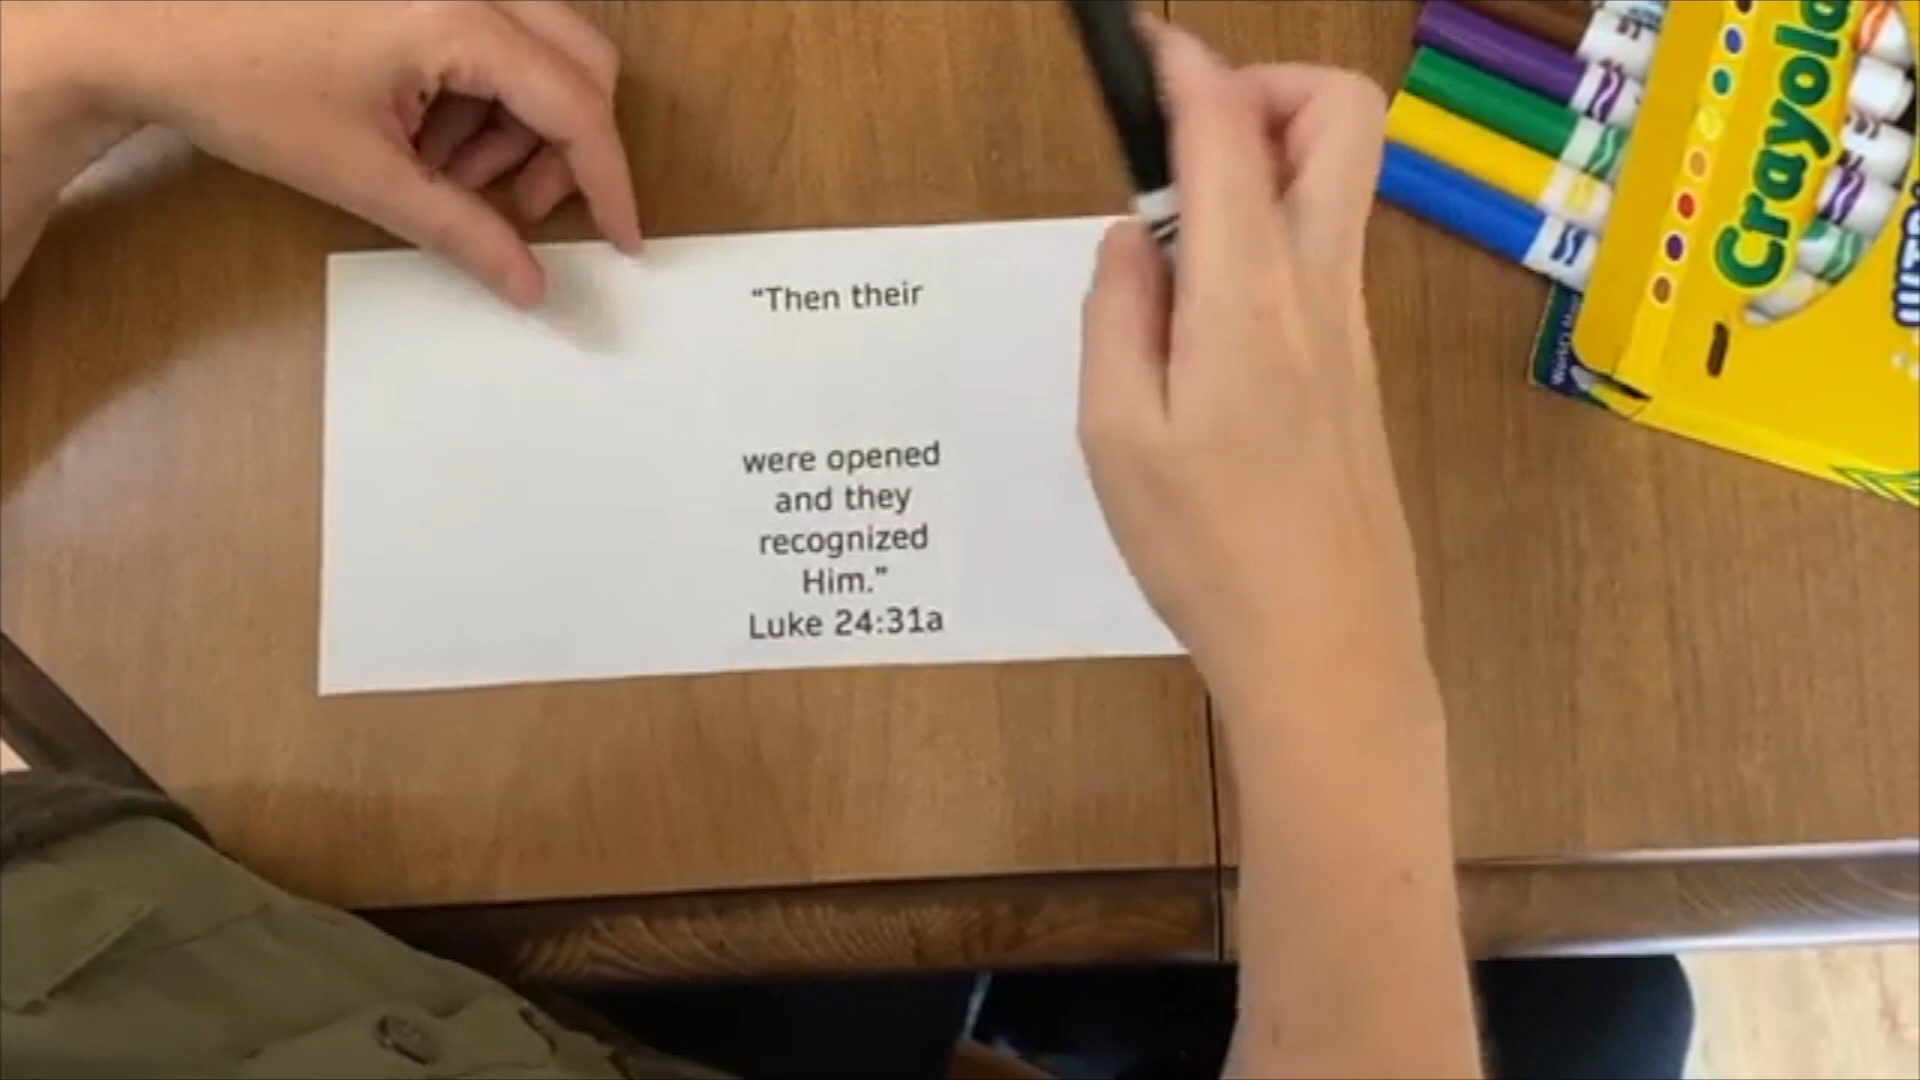 “Then their
were opened
and they
recognized
Him.”
Luke 24:31a
Crayola